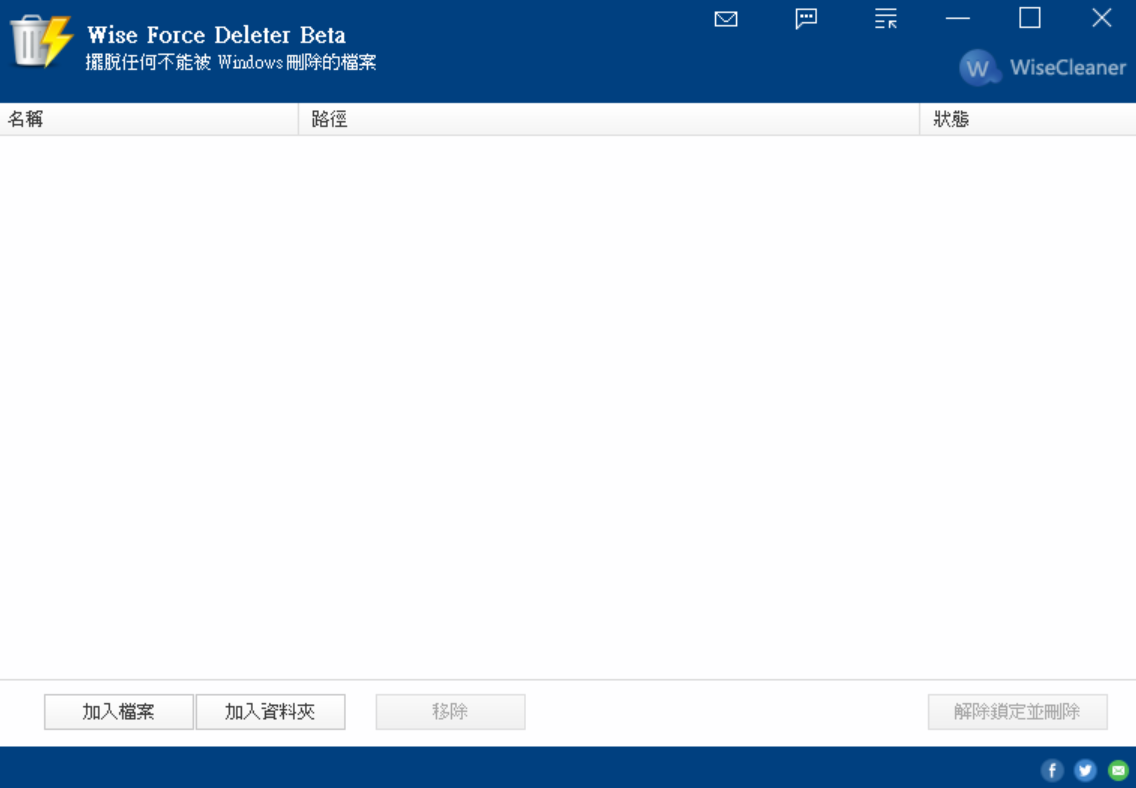 Wise Force Deleter Beta
擺脫任何不能被 Windows 刪除的檔案
W WiseCleaner
名稱 路徑 狀態
加入檔案 加入資料夾 移除 解除鎖定並刪除